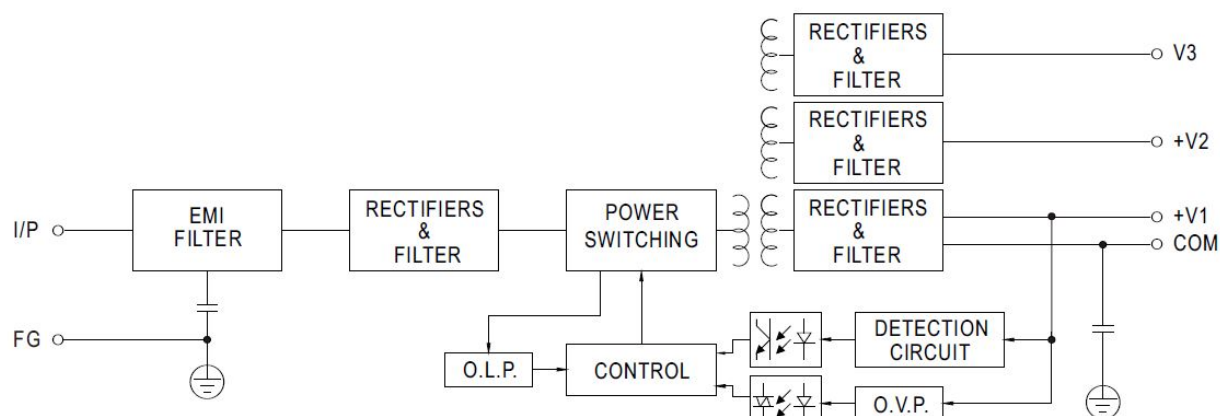 RECTIFIERS
&
FILTER
V3
RECTIFIERS
&
FILTER
+V2
I/P
EMI
FILTER
RECTIFIERS
&
FILTER
POWER
SWITCHING
RECTIFIERS
&
FILTER
+V1
COM
FG
O.L.P.
CONTROL
DETECTION
CIRCUIT
O.V.P.